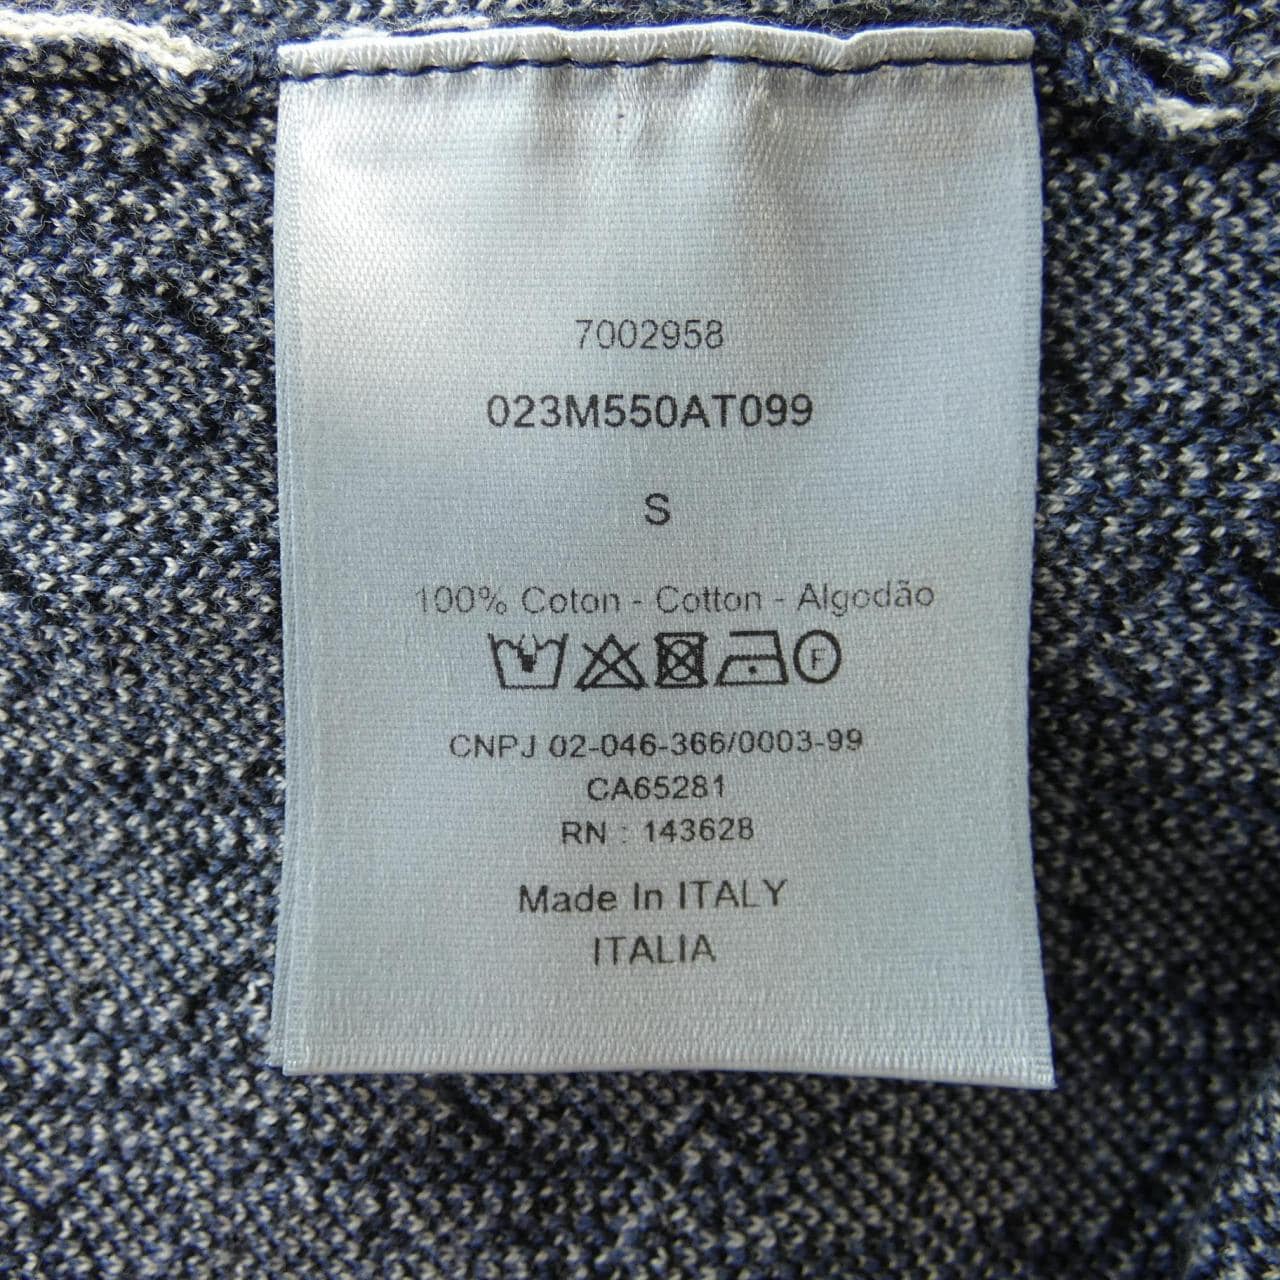 7002958
023M550AT099
S
100% Coton - Cotton - Algodão
F
CNPJ 02-046-366/0003-99
CA65281
RN : 143628
Made In ITALY
ITALIA